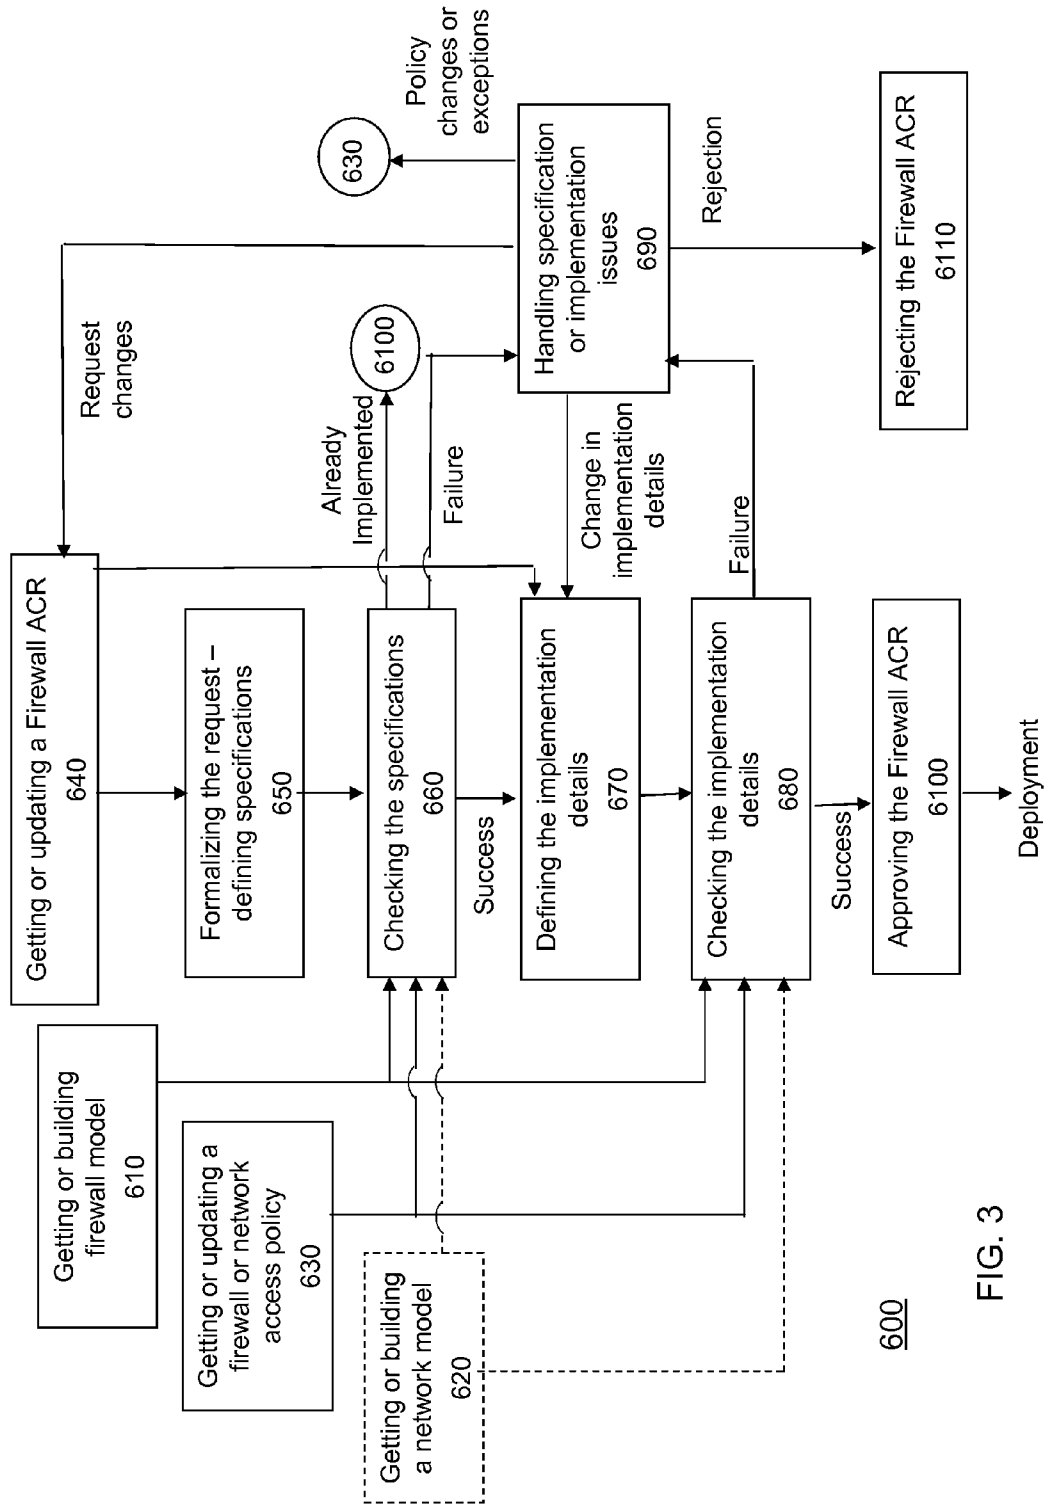 Getting or building
firewall model
610
Getting or updating a
firewall or network
access policy
630
Getting or building
a network model
620
Getting or updating a Firewall ACR
640
Formalizing the request –
defining specifications
650
Checking the specifications
660
Success
Defining the implementation
details
670
Checking the implementation
details
680
Success
Approving the Firewall ACR
6100
Deployment
Request
changes
Already
Implemented
6100
Failure
Change in
implementation
details
Failure
630
Policy
changes or
exceptions
Handling specification
or implementation
issues
690
Rejection
Rejecting the Firewall ACR
6110
600
FIG. 3